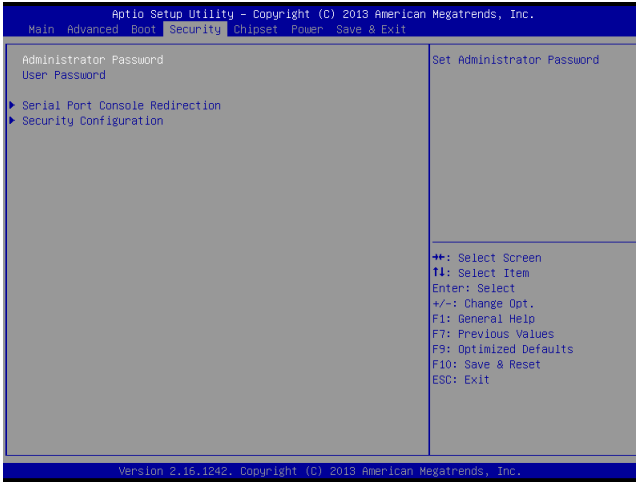 Aptio Setup Utility – Copyright (C) 2013 American Megatrends, Inc.
Main Advanced Boot Security Chipset Power Save & Exit
Administrator Password
User Password
Serial Port Console Redirection
Security Configuration
Set Administrator Password
→←: Select Screen
↑↓: Select Item
Enter: Select
+/-: Change Opt.
F1: General Help
F7: Previous Values
F9: Optimized Defaults
F10: Save & Reset
ESC: Exit
Version 2.16.1242. Copyright (C) 2013 American Megatrends, Inc.